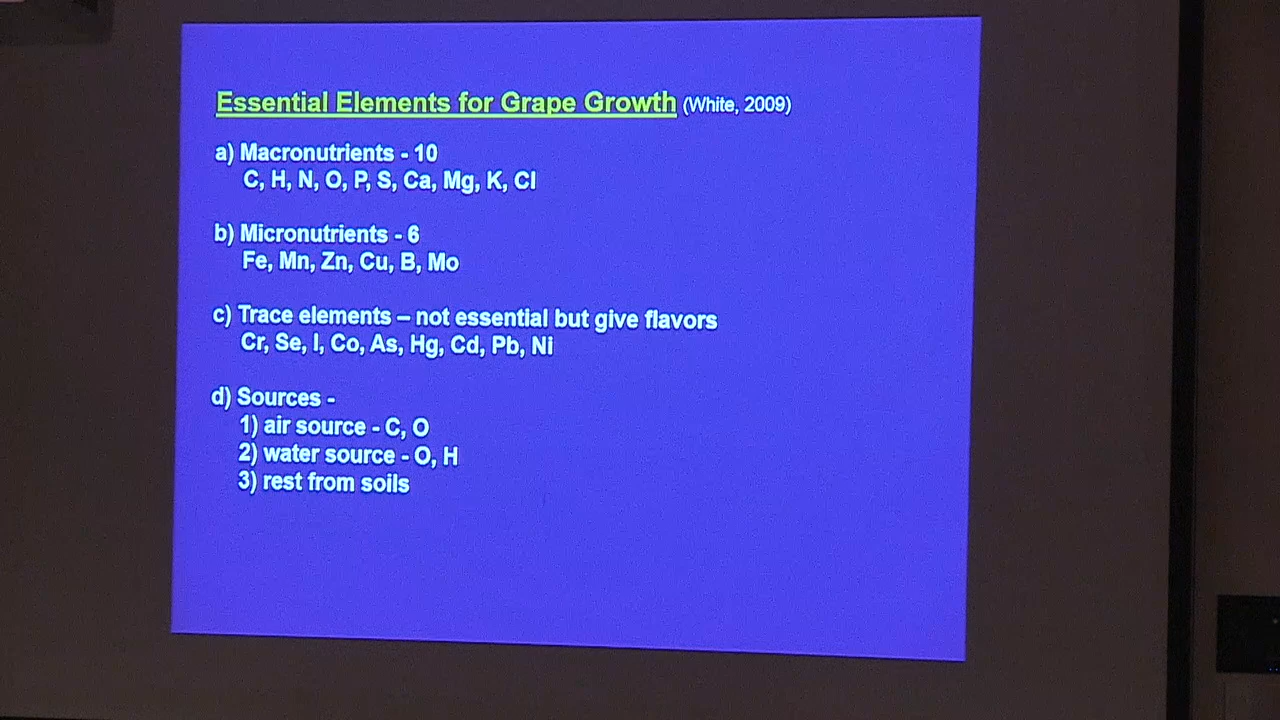 Essential Elements for Grape Growth (White, 2009)
a) Macronutrients - 10
C, H, N, O, P, S, Ca, Mg, K, Cl
b) Micronutrients - 6
Fe, Mn, Zn, Cu, B, Mo
c) Trace elements – not essential but give flavors
Cr, Se, I, Co, As, Hg, Cd, Pb, Ni
d) Sources -
1) air source - C, O
2) water source - O, H
3) rest from soils